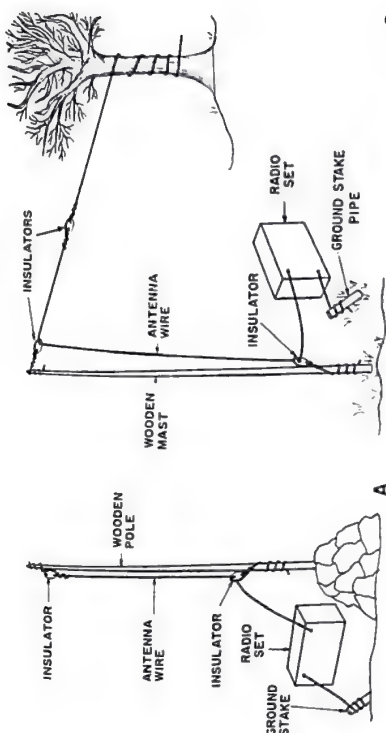 INSULATOR
WOODEN
POLE
ANTENNA
WIRE
INSULATOR
RADIO
SET
GROUND
STAKE
A
INSULATORS
ANTENNA
WIRE
WOODEN
MAST
INSULATOR
RADIO
SET
GROUND STAKE
PIPE